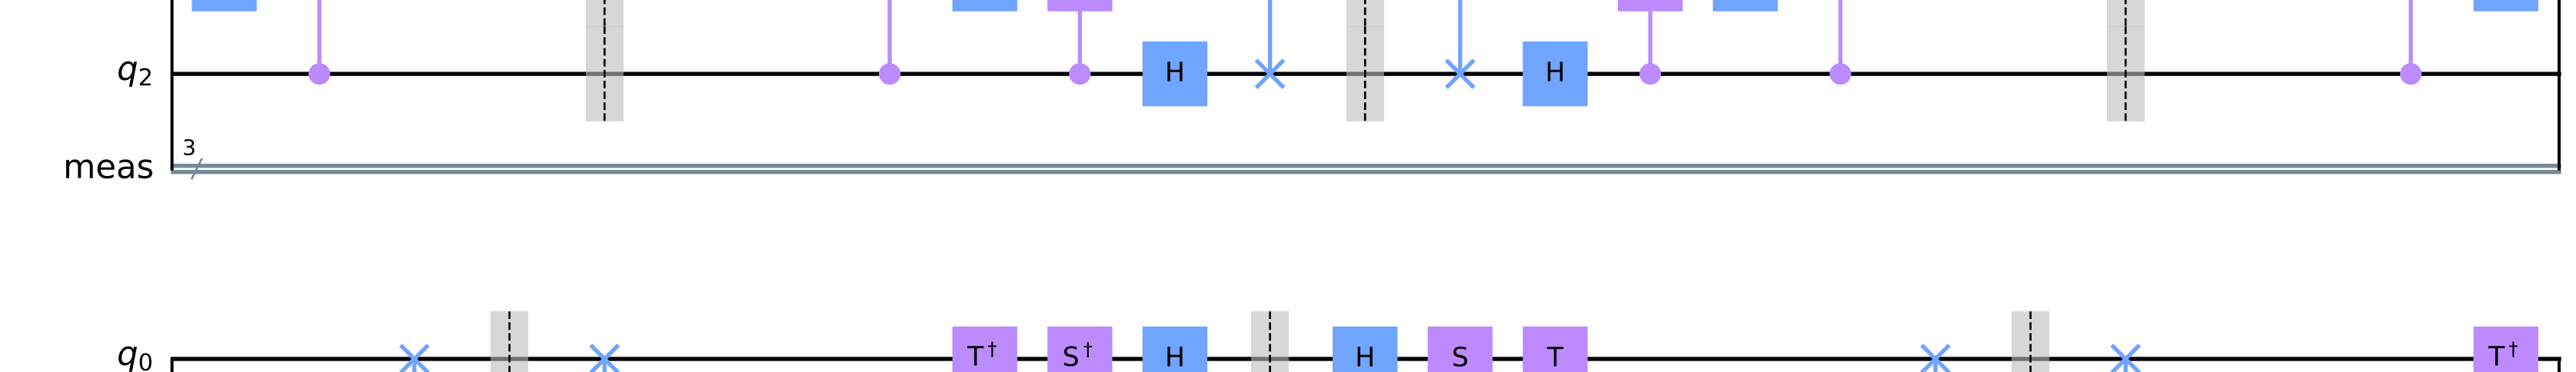 q2 H H
3
meas
q0 T† S† H H S T T†